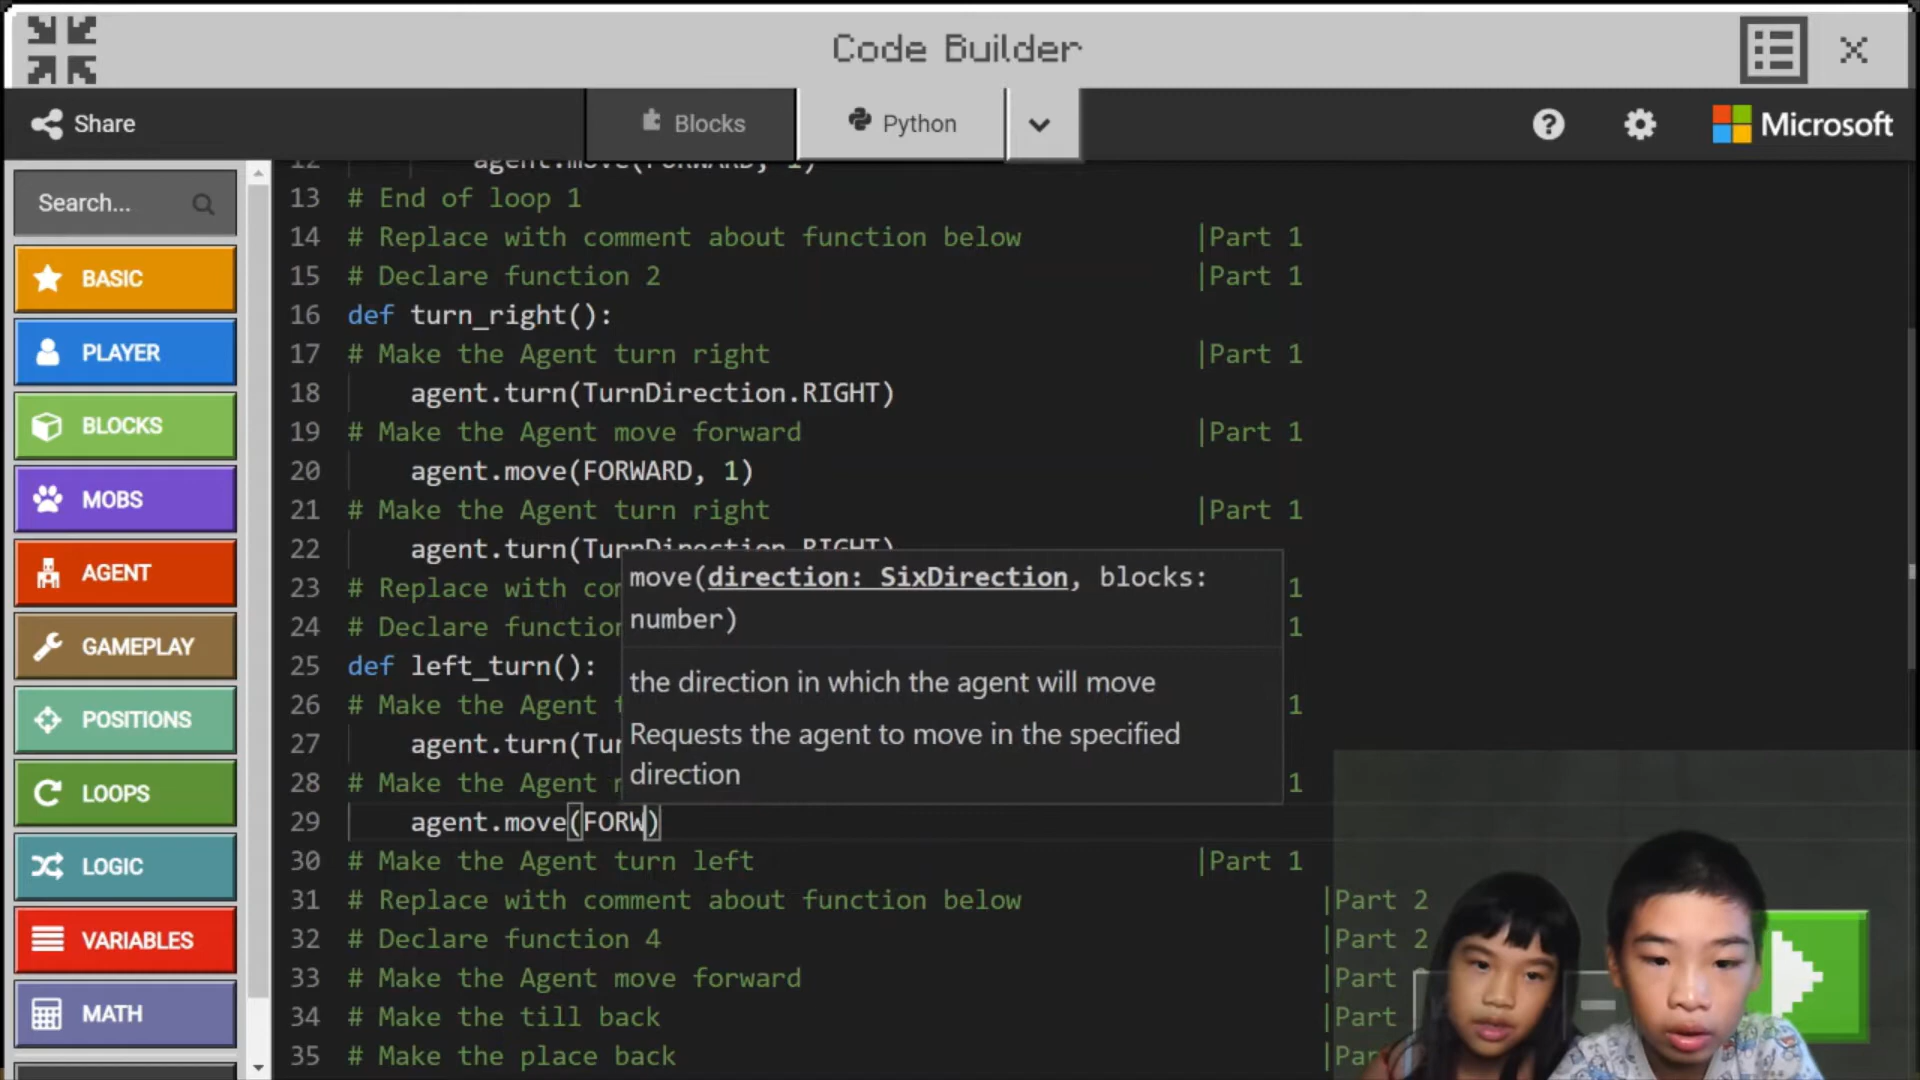 Code Builder
Share
Blocks
Python
Microsoft
Search...
BASIC
PLAYER
BLOCKS
MOBS
AGENT
GAMEPLAY
POSITIONS
LOOPS
LOGIC
VARIABLES
MATH
12 agent.move(FORWARD, 1)
13 # End of loop 1
14 # Replace with comment about function below |Part 1
15 # Declare function 2 |Part 1
16 def turn_right():
17 # Make the Agent turn right |Part 1
18 agent.turn(TurnDirection.RIGHT)
19 # Make the Agent move forward |Part 1
20 agent.move(FORWARD, 1)
21 # Make the Agent turn right |Part 1
22 agent.turn(TurnDirection.RIGHT)
23 # Replace with co 1
24 # Declare function 1
25 def left_turn():
26 # Make the Agent t 1
27 agent.turn(Tu
28 # Make the Agent 1
29 agent.move(FORW)
move(direction: SixDirection, blocks:
number)
the direction in which the agent will move
Requests the agent to move in the specified
direction
30 # Make the Agent turn left |Part 1
31 # Replace with comment about function below |Part 2
32 # Declare function 4 |Part 2
33 # Make the Agent move forward |Part
34 # Make the till back |Part
35 # Make the place back |Par